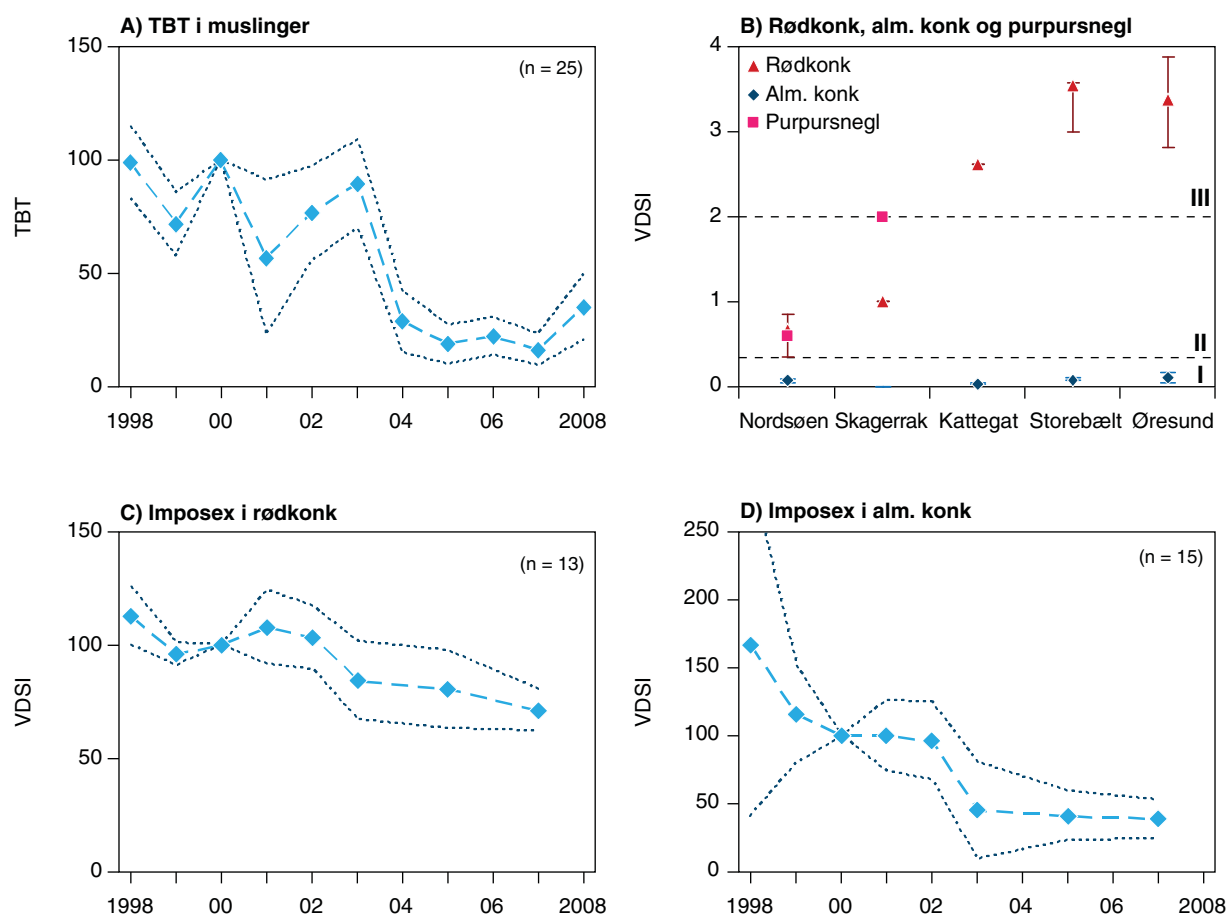 A) TBT i muslinger
(n = 25)
TBT
150
100
50
0
1998 00 02 04 06 2008
B) Rødkonk, alm. konk og purpursnegl
Rødkonk
Alm. konk
Purpursnegl
VDSI
4
3
2
1
0
III
II
I
Nordsøen Skagerrak Kattegat Storebælt Øresund
C) Imposex i rødkonk
(n = 13)
VDSI
150
100
50
0
1998 00 02 04 06 2008
D) Imposex i alm. konk
(n = 15)
VDSI
250
200
150
100
50
0
1998 00 02 04 06 2008